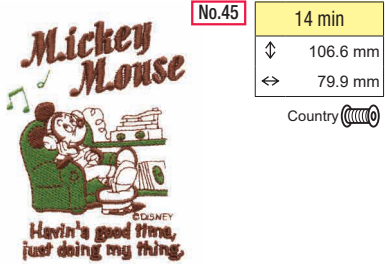 No.45
14 min
106.6 mm
79.9 mm
Country
Mickey
Mouse
©DISNEY
Havin'a good time,
just doing my thing.